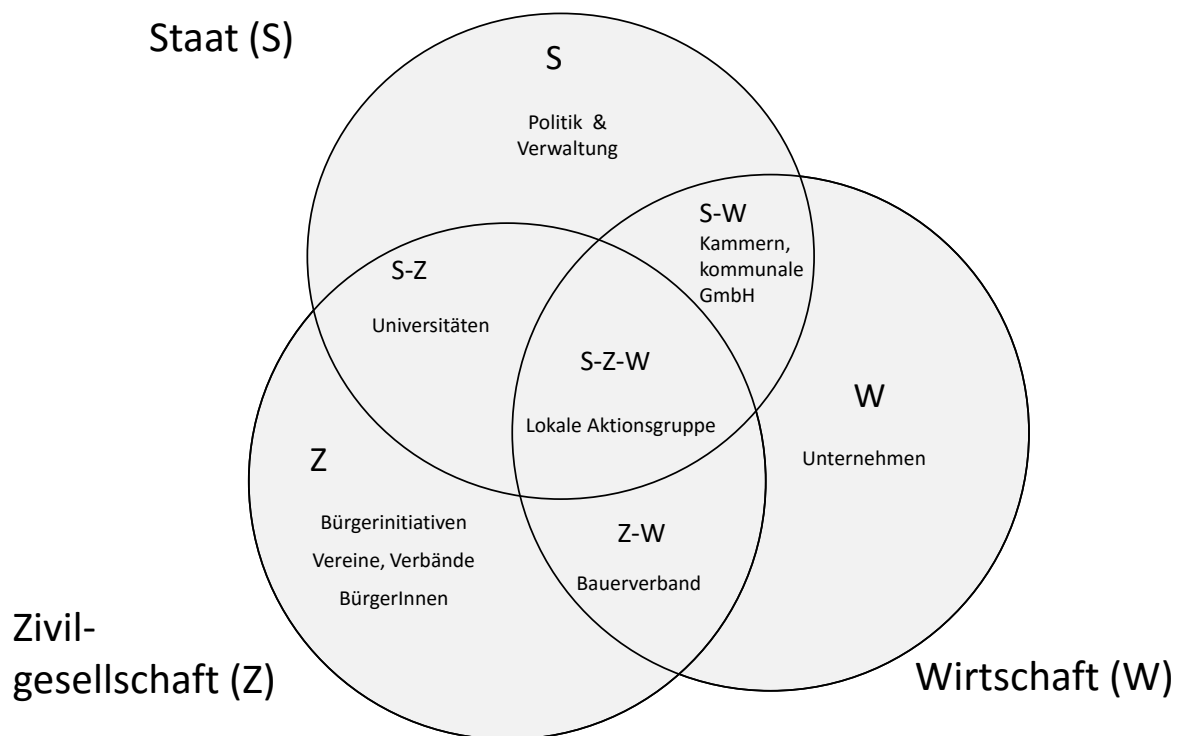 Staat (S)
S
Politik &
Verwaltung
S-W
Kammern,
kommunale
GmbH
S-Z
Universitäten
S-Z-W
Lokale Aktionsgruppe
W
Unternehmen
Z
Bürgerinitiativen
Vereine, Verbände
BürgerInnen
Z-W
Bauerverband
Zivil-
gesellschaft (Z)
Wirtschaft (W)